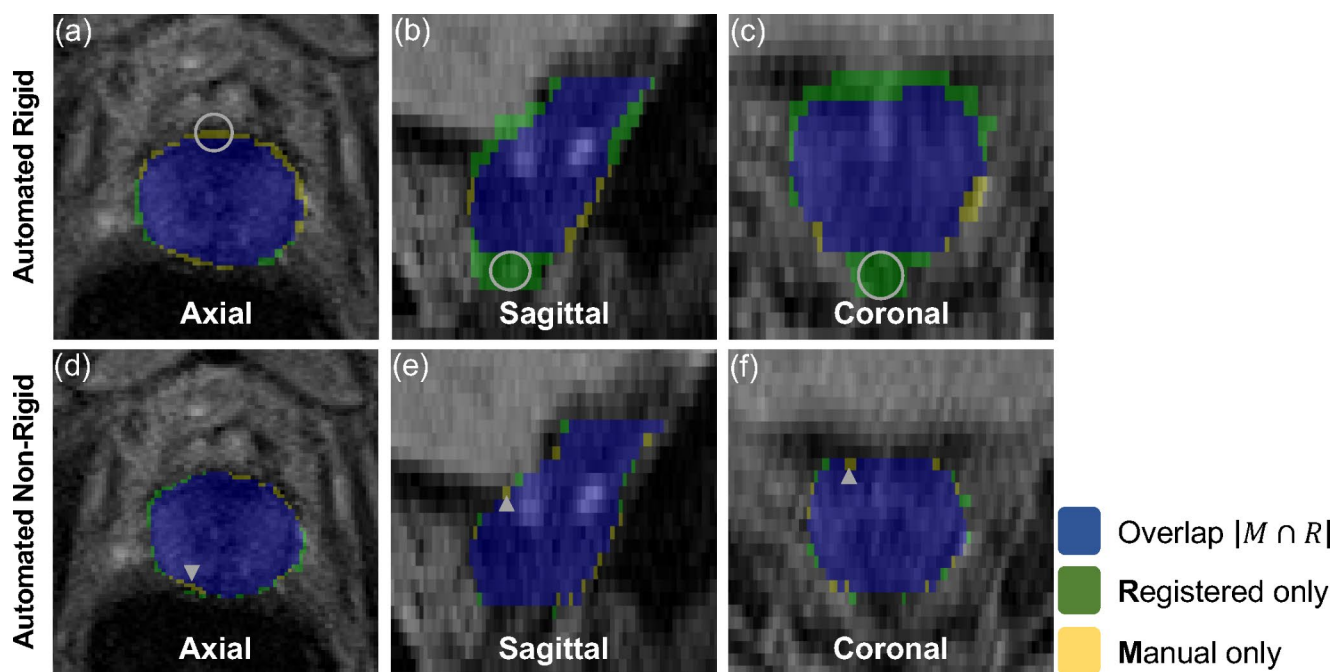 Automated Rigid
(a)
Axial
(b)
Sagittal
(c)
Coronal
Automated Non-Rigid
(d)
Axial
(e)
Sagittal
(f)
Coronal
Overlap |M ∩ R|
Registered only
Manual only